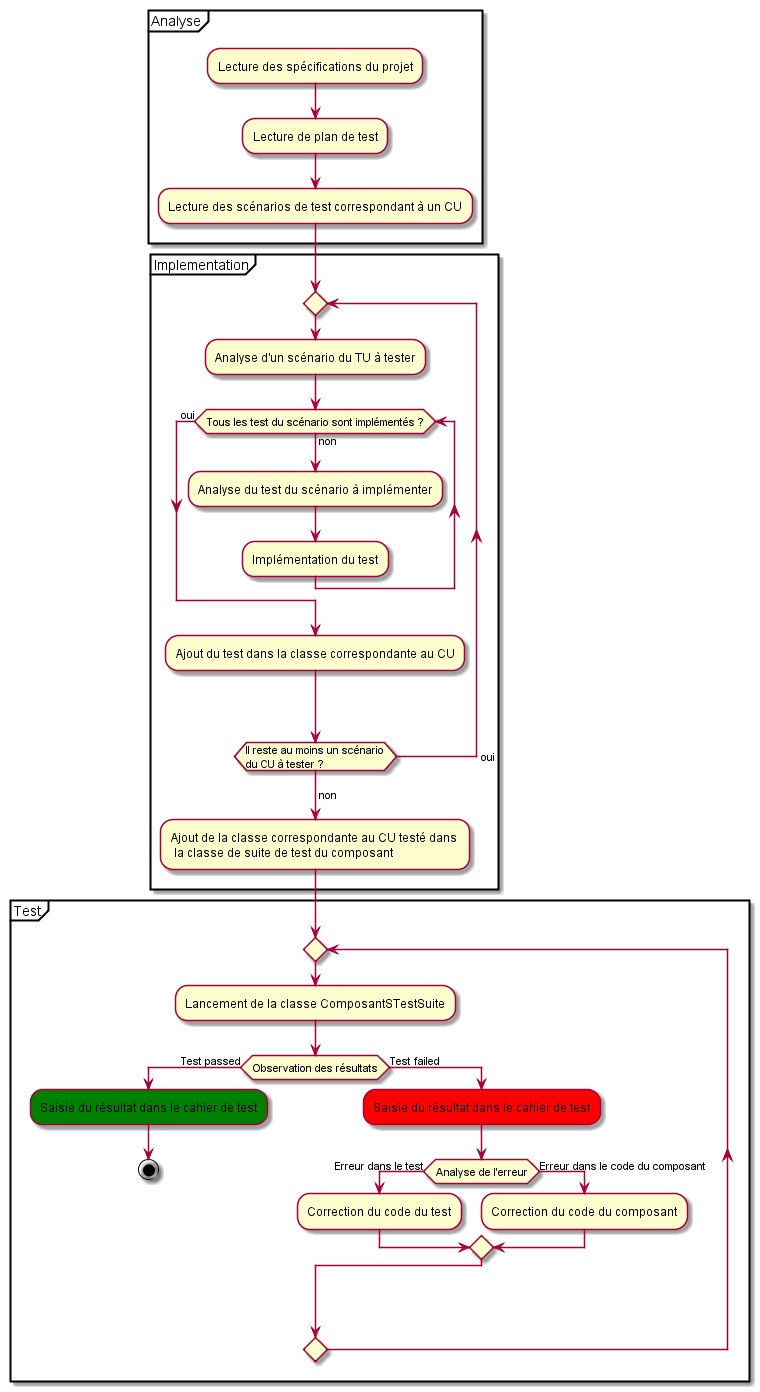 Analyse
Lecture des spécifications du projet
Lecture de plan de test
Lecture des scénarios de test correspondant à un CU
Implementation
Analyse d'un scénario du TU à tester
oui
Tous les test du scénario sont implémentés ?
non
Analyse du test du scénario à implémenter
Implémentation du test
Ajout du test dans la classe correspondante au CU
Il reste au moins un scénario
du CU à tester ?
oui
non
Ajout de la classe correspondante au CU testé dans
la classe de suite de test du composant
Test
Lancement de la classe ComposantSTestSuite
Test passed
Observation des résultats
Test failed
Saisie du résultat dans le cahier de test
Saisie du résultat dans le cahier de test
Erreur dans le test
Analyse de l'erreur
Erreur dans le code du composant
Correction du code du test
Correction du code du composant